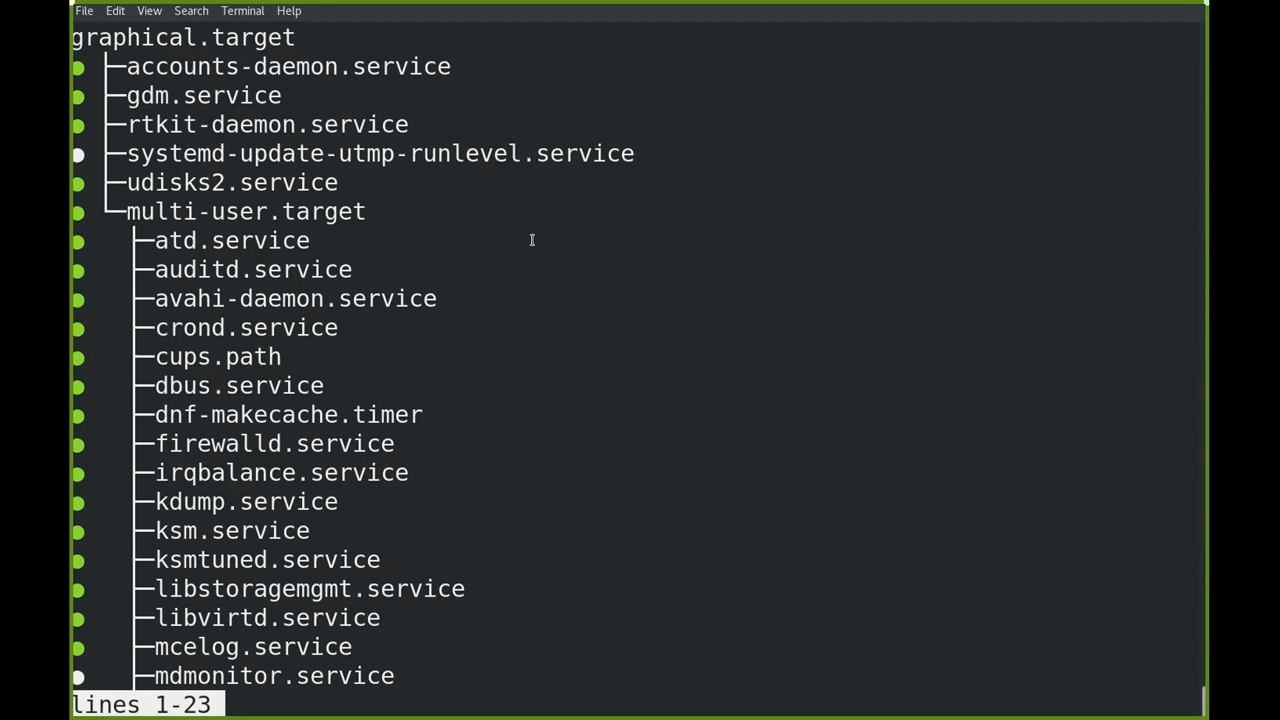 File Edit View Search Terminal Help
graphical.target
● ├─accounts-daemon.service
● ├─gdm.service
● ├─rtkit-daemon.service
● ├─systemd-update-utmp-runlevel.service
● ├─udisks2.service
● └─multi-user.target
●   ├─atd.service
●   ├─auditd.service
●   ├─avahi-daemon.service
●   ├─crond.service
●   ├─cups.path
●   ├─dbus.service
●   ├─dnf-makecache.timer
●   ├─firewalld.service
●   ├─irqbalance.service
●   ├─kdump.service
●   ├─ksm.service
●   ├─ksmtuned.service
●   ├─libstoragemgmt.service
●   ├─libvirtd.service
●   ├─mcelog.service
●   ├─mdmonitor.service
lines 1-23